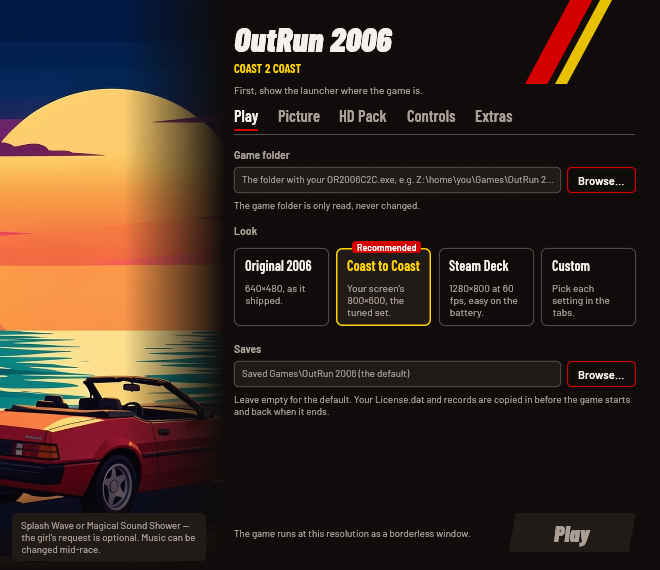 OutRun 2006
COAST 2 COAST
First, show the launcher where the game is.
Play Picture HD Pack Controls Extras
Game folder
The folder with your OR2006C2C.exe, e.g. Z:\home\you\Games\OutRun 2...
Browse...
The game folder is only read, never changed.
Look
Recommended
Original 2006
640×480, as it
shipped.
Coast to Coast
Your screen's
800×600, the
tuned set.
Steam Deck
1280×800 at 60
fps, easy on the
battery.
Custom
Pick each
setting in the
tabs.
Saves
Saved Games\OutRun 2006 (the default)
Browse...
Leave empty for the default. Your License.dat and records are copied in before the game starts
and back when it ends.
Splash Wave or Magical Sound Shower —
the girl's request is optional. Music can be
changed mid-race.
The game runs at this resolution as a borderless window.
Play